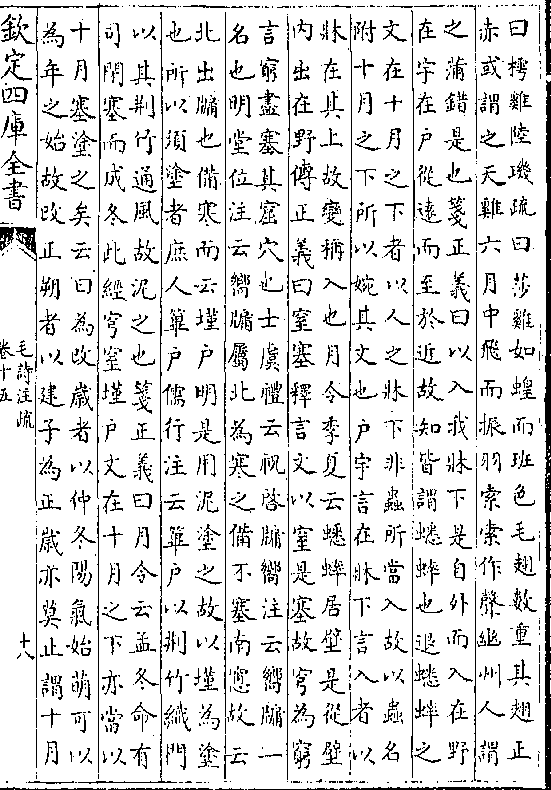 曰樗雞陸璣疏曰莎雞如蝗而班色毛翅數重其翅正
赤或謂之天雞六月中飛而振羽索索作聲幽州人謂
之蒲錯是也箋正義曰以入我牀下是自外而入在野
在宇在户從遠而至於近故知皆謂蟋蟀也退蟋蟀之
文在十月之下者以人之牀下非蟲所當入故以蟲名
附十月之下所以婉其文也户宇言在牀下言入者以
牀在其上故變稱入也月令季夏云蟋蟀居壁是從壁
内出在野傳正義曰窒塞釋言文以窒是塞故穹為窮
言窮盡塞其窟穴也士虞禮云祝啓牖嚮注云嚮牖一
名也明堂位注云嚮牖屬北為寒之備不塞南窻故云
北出牖也備寒而云墐户明是用泥塗之故以墐為塗
也所以須塗者庶人蓽户儒行注云蓽户以荆竹織門
以其荆竹通風故泥之也箋正義曰月令云孟冬命有
司閉塞而成冬此經穹窒墐户文在十月之下亦當以
十月塞塗之矣云曰為改歲者以仲冬陽氣始萌可以
為年之始故改正朔者以建子為正歲亦莫止謂十月
欽定四庫全書
毛詩注疏
卷十五
十八